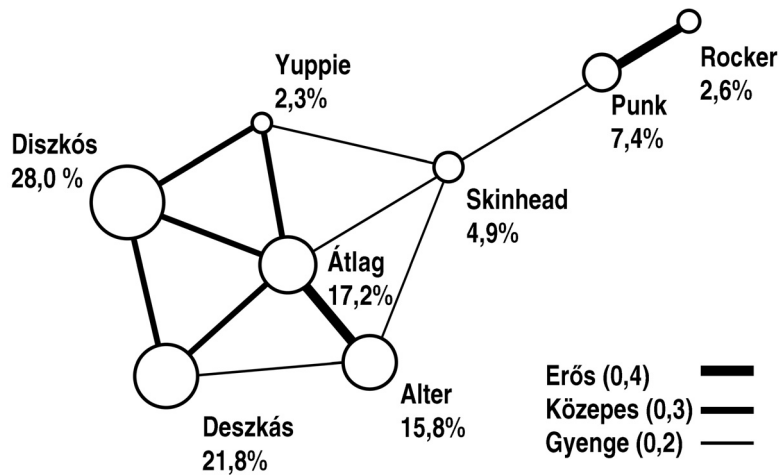 Rocker
2,6%
Yuppie
2,3%
Punk
7,4%
Diszkós
28,0 %
Skinhead
4,9%
Átlag
17,2%
Alter
15,8%
Deszkás
21,8%
Erős (0,4)
Közepes (0,3)
Gyenge (0,2)